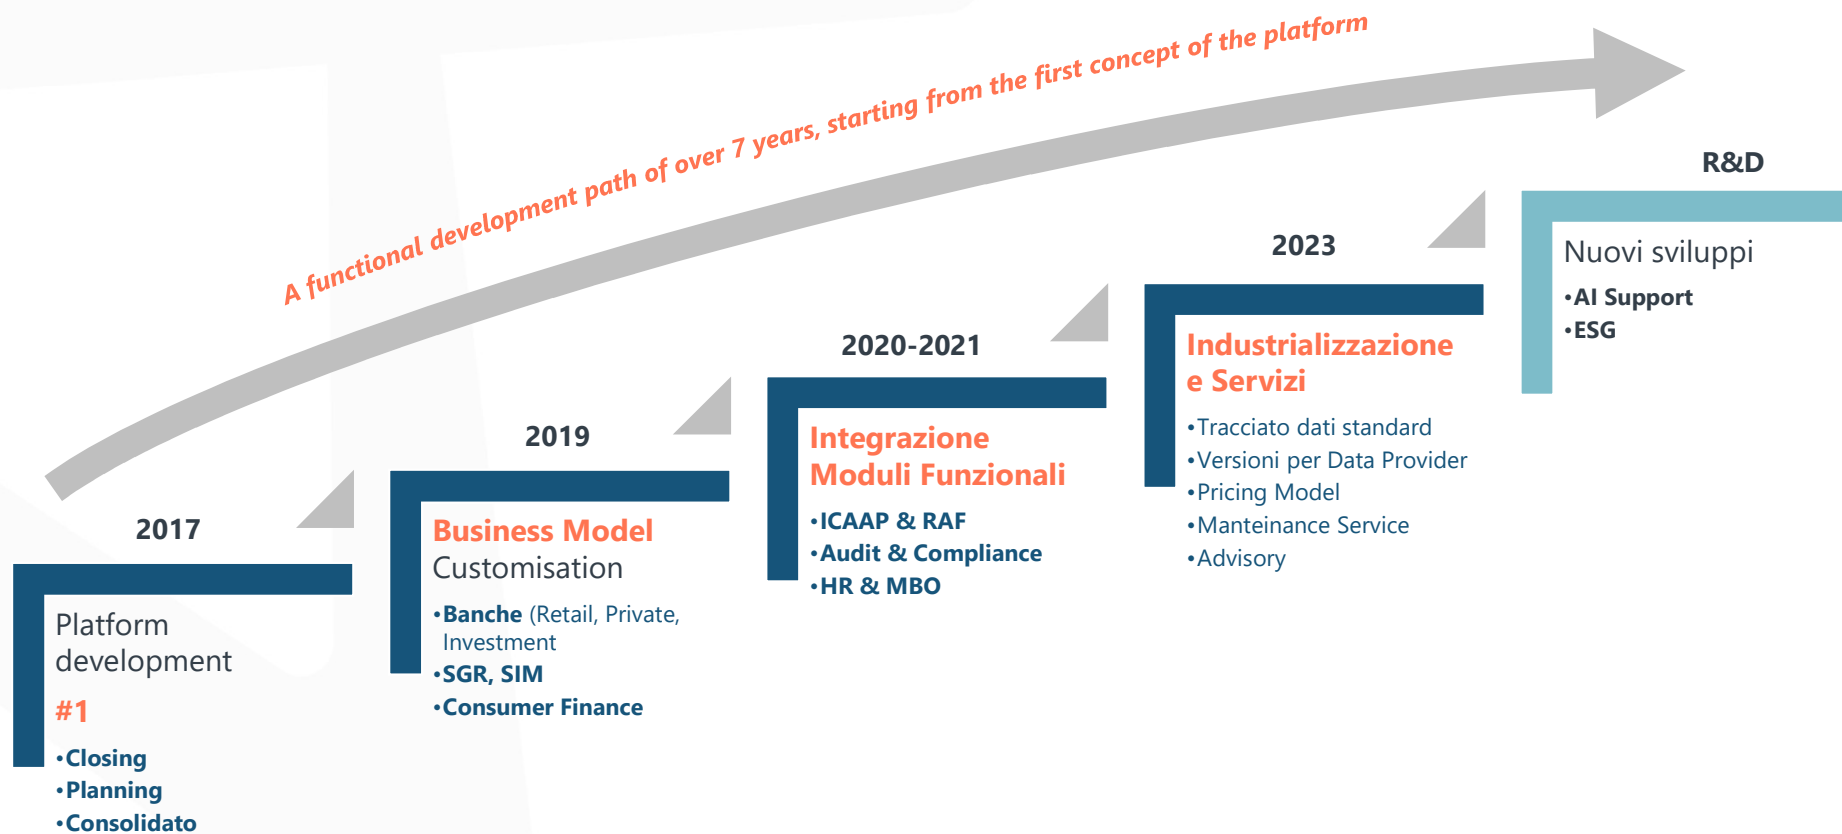 A functional development path of over 7 years, starting from the first concept of the platform
2017
Platform
development
#1
•Closing
•Planning
•Consolidato
2019
Business Model
Customisation
•Banche (Retail, Private,
Investment
•SGR, SIM
•Consumer Finance
2020-2021
Integrazione
Moduli Funzionali
•ICAAP & RAF
•Audit & Compliance
•HR & MBO
2023
Industrializzazione
e Servizi
•Tracciato dati standard
•Versioni per Data Provider
•Pricing Model
•Manteinance Service
•Advisory
R&D
Nuovi sviluppi
•AI Support
•ESG